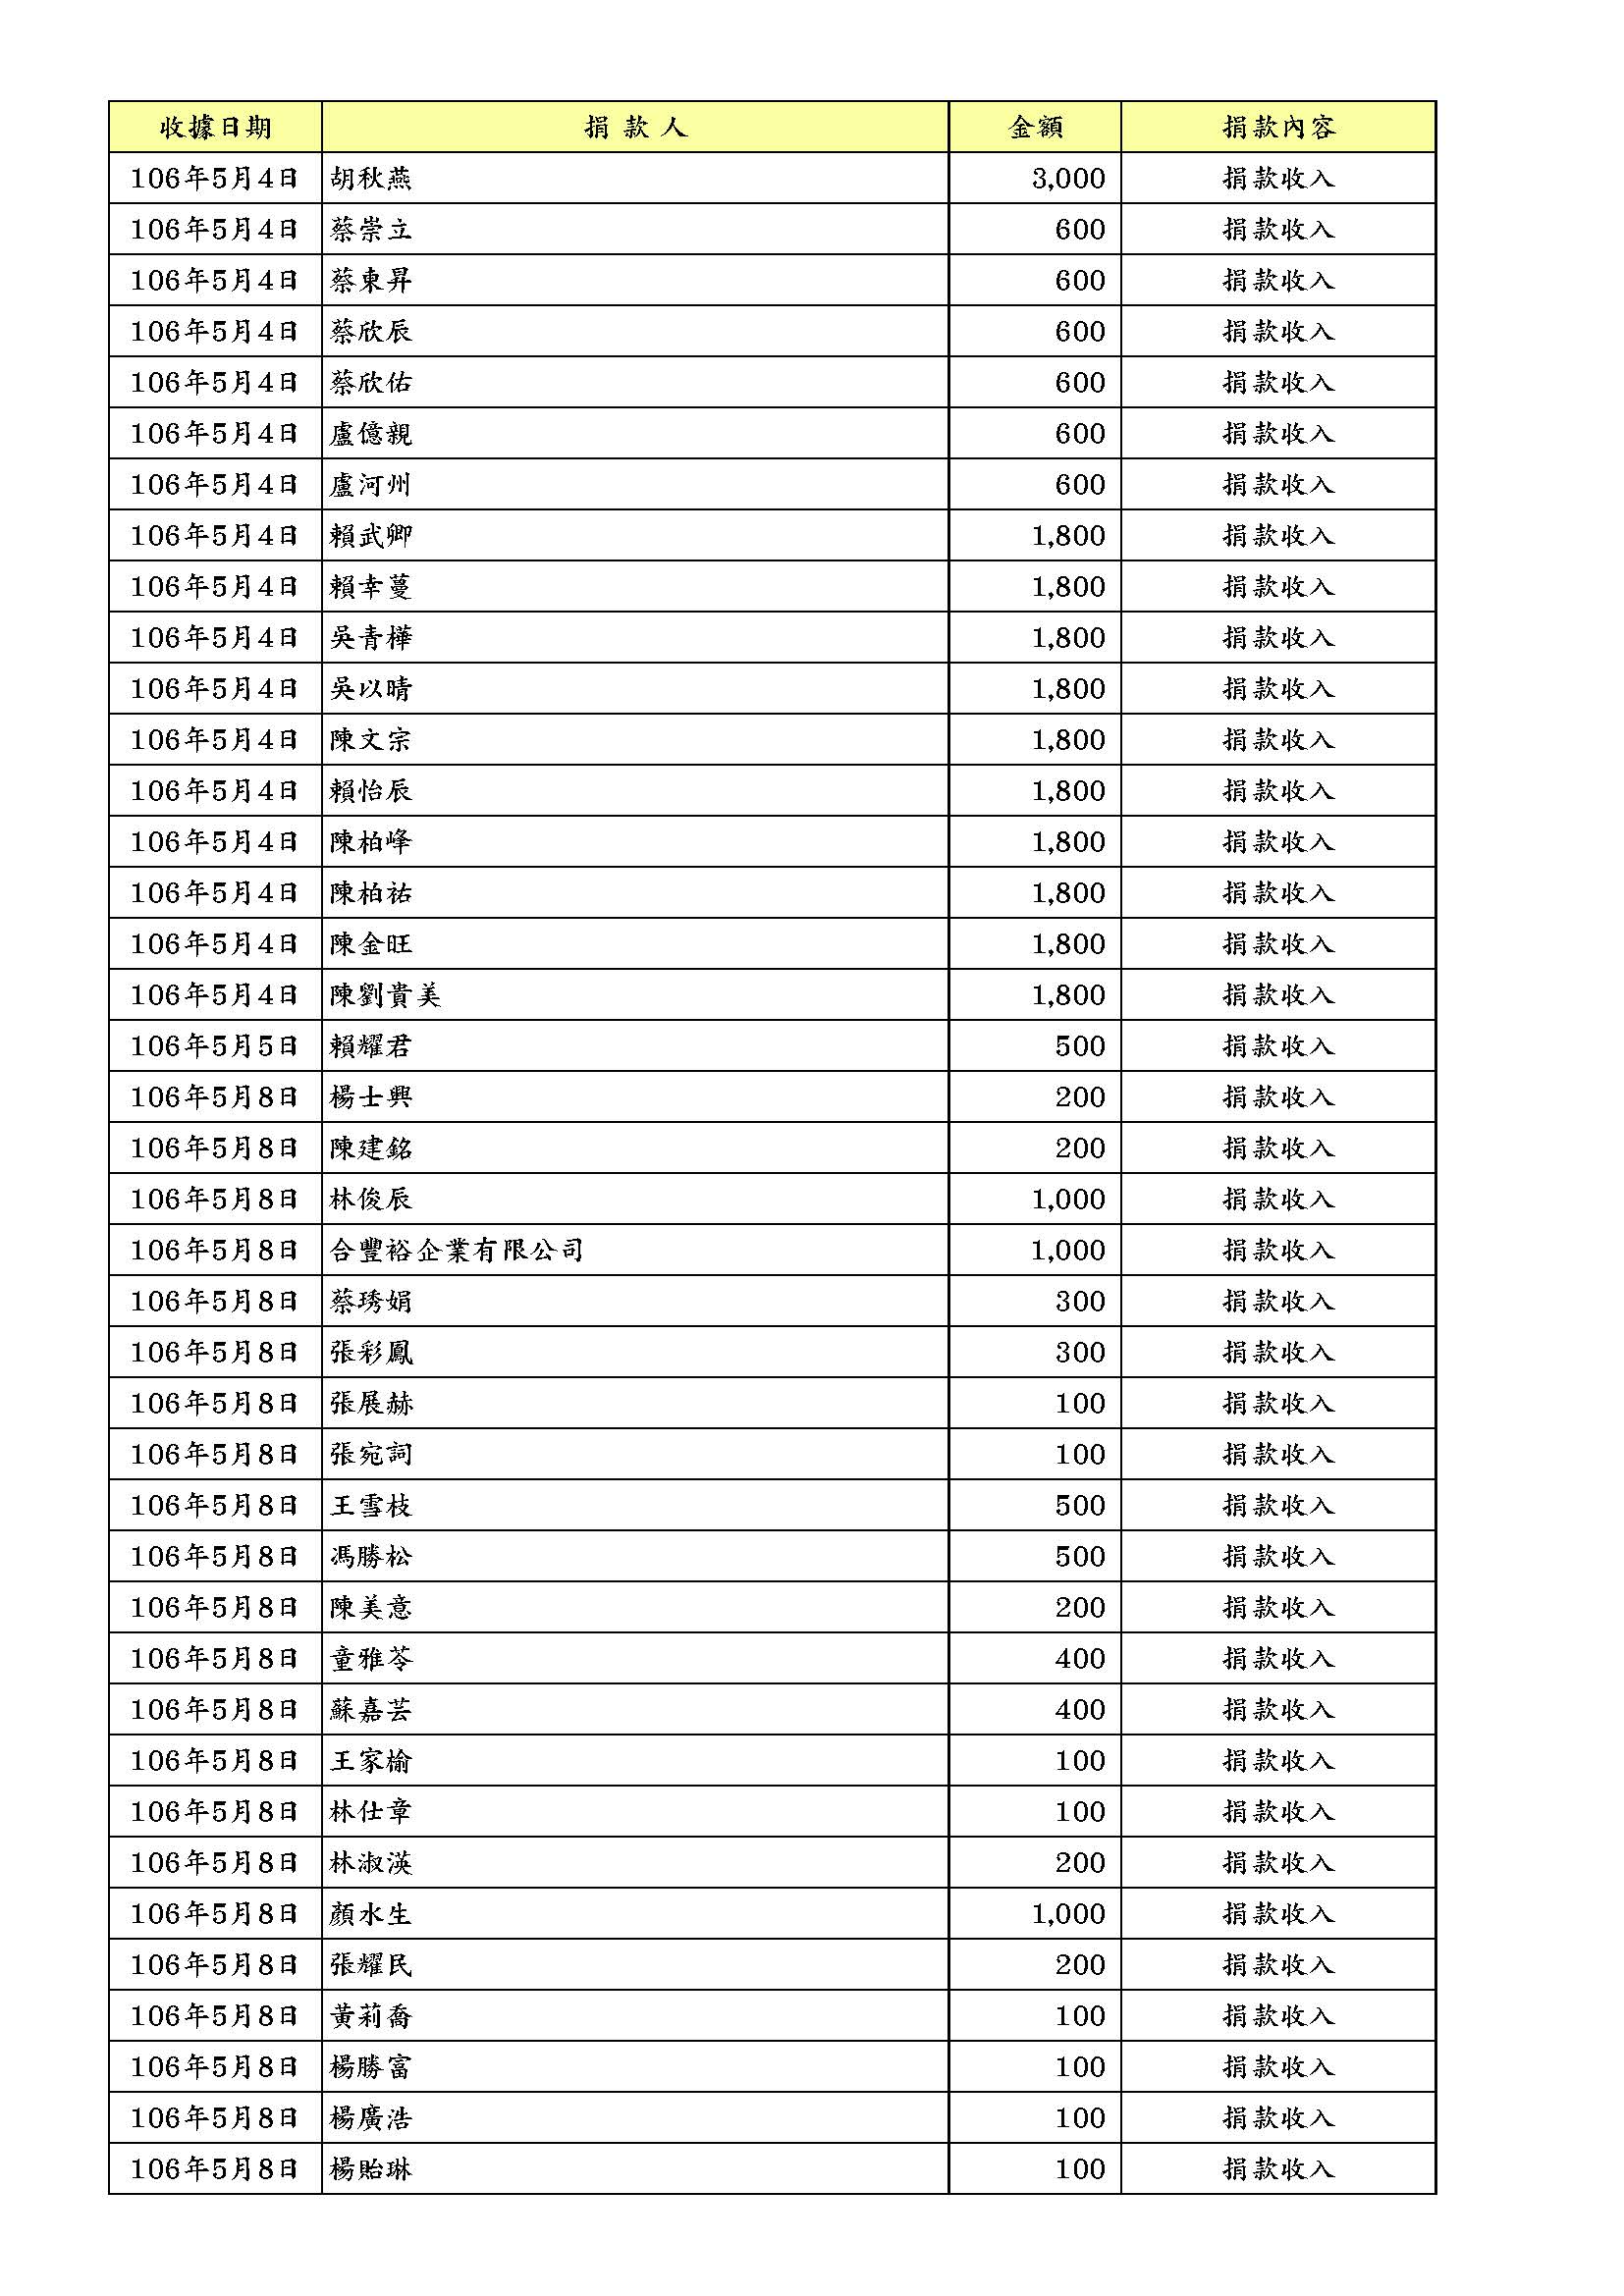 收據日期 捐 款 人 金額 捐款內容
106年5月4日 胡秋燕 3,000 捐款收入
106年5月4日 蔡崇立 600 捐款收入
106年5月4日 蔡東昇 600 捐款收入
106年5月4日 蔡欣辰 600 捐款收入
106年5月4日 蔡欣佑 600 捐款收入
106年5月4日 盧億親 600 捐款收入
106年5月4日 盧河州 600 捐款收入
106年5月4日 賴武卿 1,800 捐款收入
106年5月4日 賴幸蔓 1,800 捐款收入
106年5月4日 吳青樺 1,800 捐款收入
106年5月4日 吳以晴 1,800 捐款收入
106年5月4日 陳文宗 1,800 捐款收入
106年5月4日 賴怡辰 1,800 捐款收入
106年5月4日 陳柏峰 1,800 捐款收入
106年5月4日 陳柏祐 1,800 捐款收入
106年5月4日 陳金旺 1,800 捐款收入
106年5月4日 陳劉貴美 1,800 捐款收入
106年5月5日 賴耀君 500 捐款收入
106年5月8日 楊士興 200 捐款收入
106年5月8日 陳建銘 200 捐款收入
106年5月8日 林俊辰 1,000 捐款收入
106年5月8日 合豐裕企業有限公司 1,000 捐款收入
106年5月8日 蔡琇娟 300 捐款收入
106年5月8日 張彩鳳 300 捐款收入
106年5月8日 張展赫 100 捐款收入
106年5月8日 張宛詞 100 捐款收入
106年5月8日 王雪枝 500 捐款收入
106年5月8日 馮勝松 500 捐款收入
106年5月8日 陳美意 200 捐款收入
106年5月8日 童雅苓 400 捐款收入
106年5月8日 蘇嘉芸 400 捐款收入
106年5月8日 王家榆 100 捐款收入
106年5月8日 林仕章 100 捐款收入
106年5月8日 林淑渶 200 捐款收入
106年5月8日 顏水生 1,000 捐款收入
106年5月8日 張耀民 200 捐款收入
106年5月8日 黃莉喬 100 捐款收入
106年5月8日 楊勝富 100 捐款收入
106年5月8日 楊廣浩 100 捐款收入
106年5月8日 楊貽琳 100 捐款收入